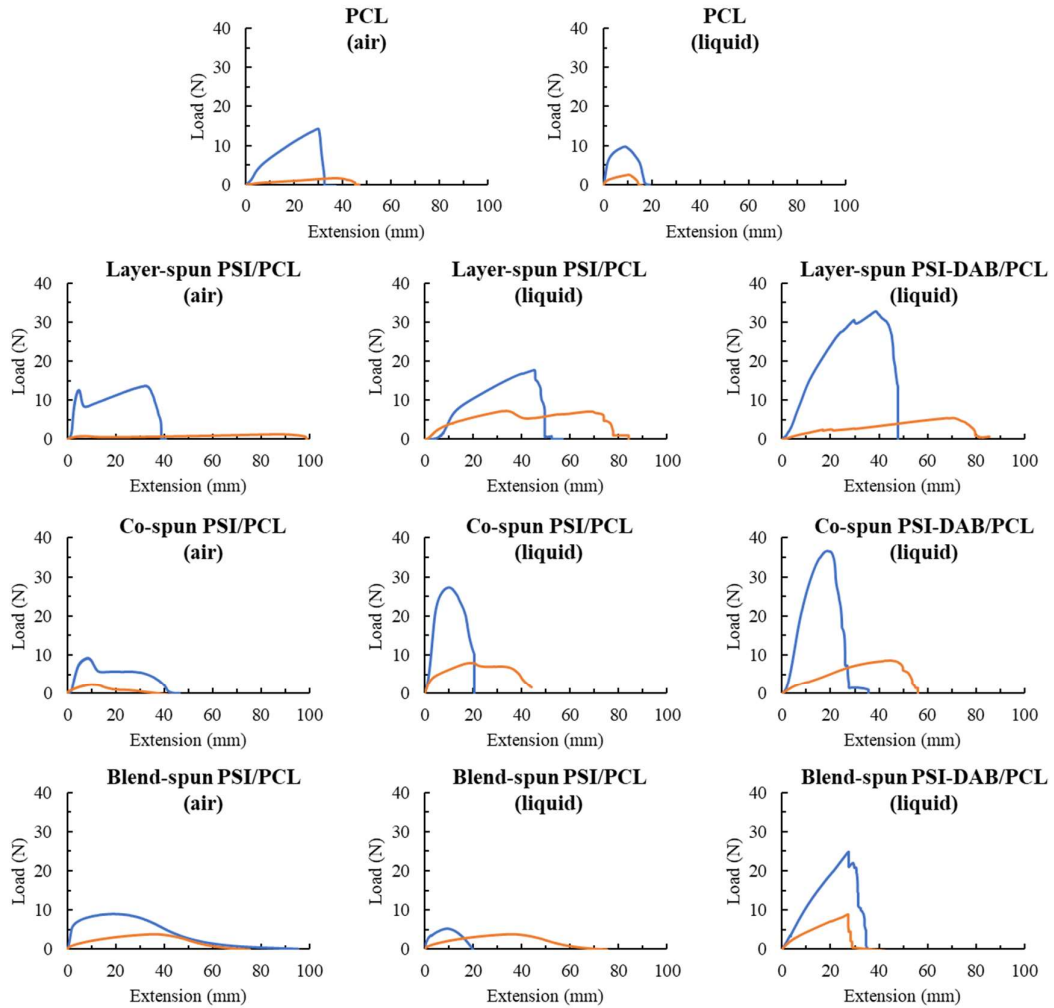 PCL
(air)
40
30
20
10
0
Load (N)
0 20 40 60 80 100
Extension (mm)
PCL
(liquid)
40
30
20
10
0
Load (N)
0 20 40 60 80 100
Extension (mm)
Layer-spun PSI/PCL
(air)
40
30
20
10
0
Load (N)
0 20 40 60 80 100
Extension (mm)
Layer-spun PSI/PCL
(liquid)
40
30
20
10
0
Load (N)
0 20 40 60 80 100
Extension (mm)
Layer-spun PSI-DAB/PCL
(liquid)
40
30
20
10
0
Load (N)
0 20 40 60 80 100
Extension (mm)
Co-spun PSI/PCL
(air)
40
30
20
10
0
Load (N)
0 20 40 60 80 100
Extension (mm)
Co-spun PSI/PCL
(liquid)
40
30
20
10
0
Load (N)
0 20 40 60 80 100
Extension (mm)
Co-spun PSI-DAB/PCL
(liquid)
40
30
20
10
0
Load (N)
0 20 40 60 80 100
Extension (mm)
Blend-spun PSI/PCL
(air)
40
30
20
10
0
Load (N)
0 20 40 60 80 100
Extension (mm)
Blend-spun PSI/PCL
(liquid)
40
30
20
10
0
Load (N)
0 20 40 60 80 100
Extension (mm)
Blend-spun PSI-DAB/PCL
(liquid)
40
30
20
10
0
Load (N)
0 20 40 60 80 100
Extension (mm)